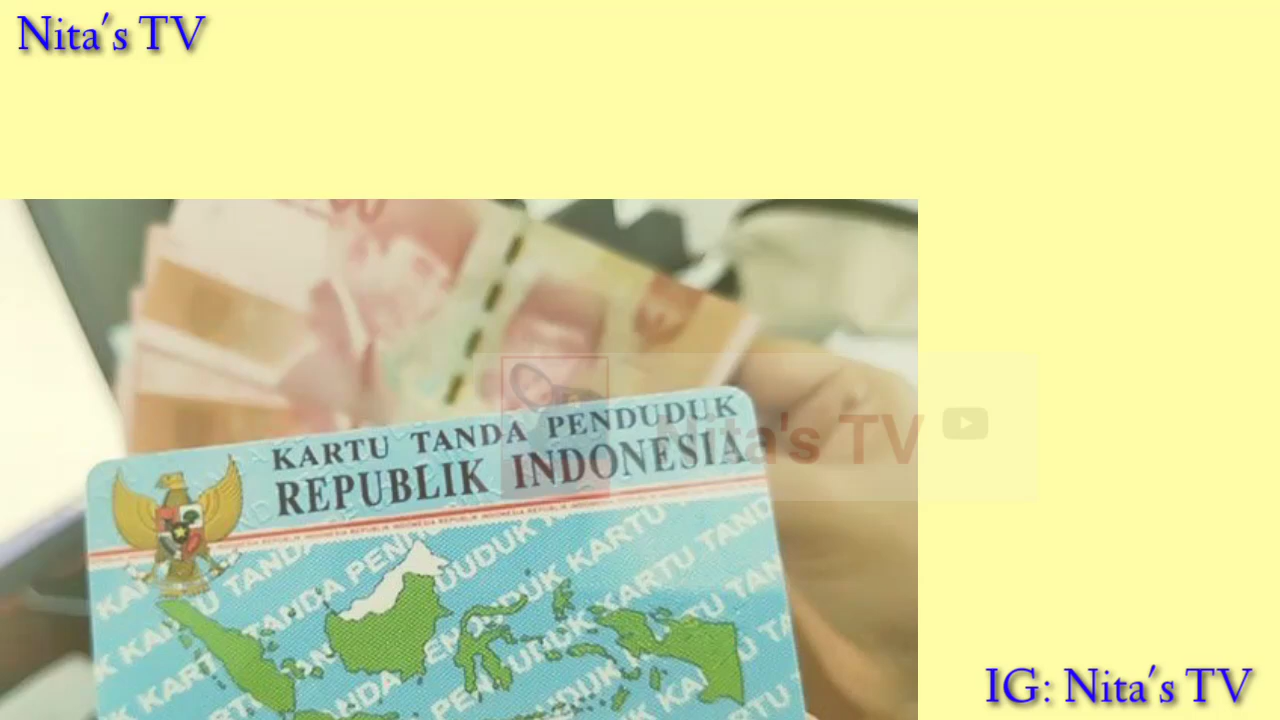 Nita's TV
KARTU TANDA PENDUDUK
REPUBLIK INDONESIA
Nita's TV
IG: Nita's TV